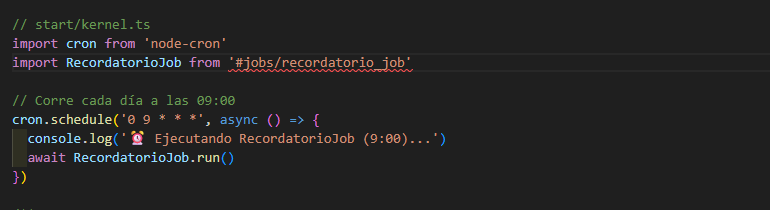 // start/kernel.ts
import cron from 'node-cron'
import RecordatorioJob from '#jobs/recordatorio_job'
// Corre cada día a las 09:00
cron.schedule('0 9 * * *', async () => {
console.log('⏰ Ejecutando RecordatorioJob (9:00)...')
await RecordatorioJob.run()
})